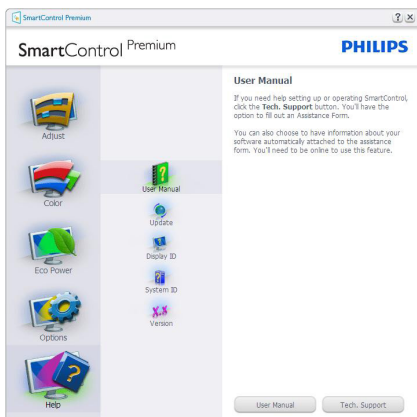 SmartControl Premium
? X
SmartControl Premium
PHILIPS
Adjust
Color
Eco Power
Options
Help
User Manual
Update
Display ID
System ID
X.X
Version
User Manual
If you need help setting up or operating SmartControl,
click the Tech. Support button. You'll have the
option to fill out an Assistance Form.
You can also choose to have information about your
software automatically attached to the assistance
form. You'll need to be online to use this feature.
User Manual
Tech. Support